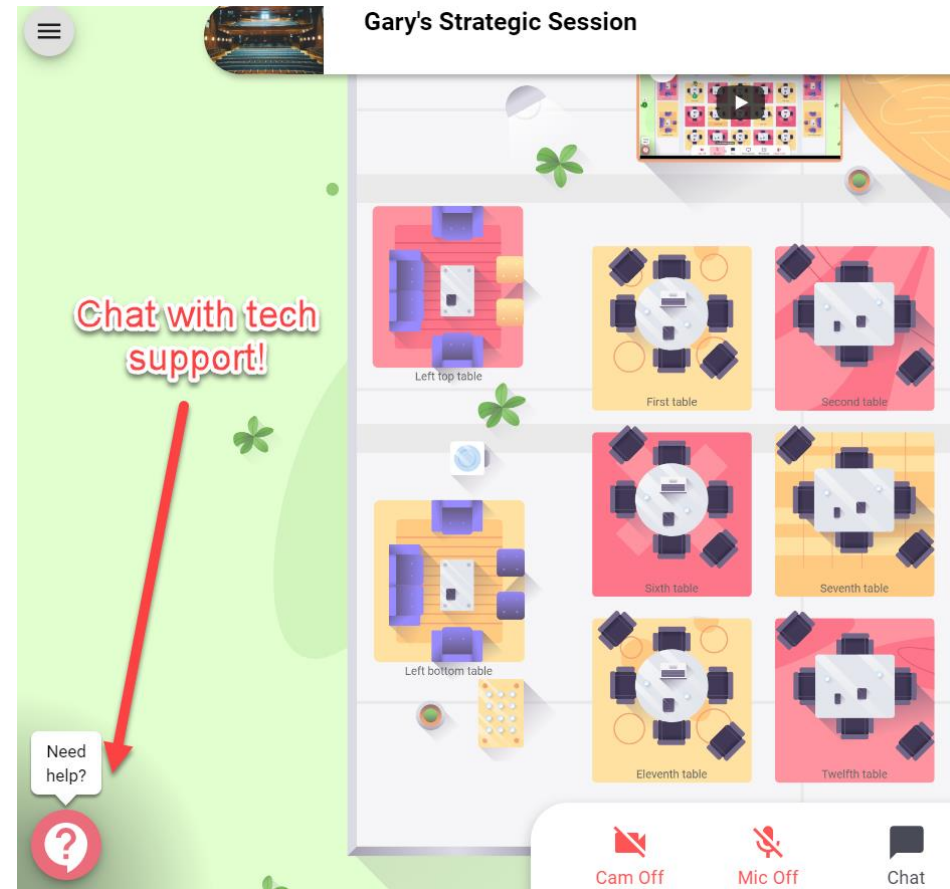 Gary's Strategic Session
Chat with tech
support!
Left top table
First table
Second table
Sixth table
Seventh table
Left bottom table
Eleventh table
Twelfth table
Need
help?
?
Cam Off
Mic Off
Chat